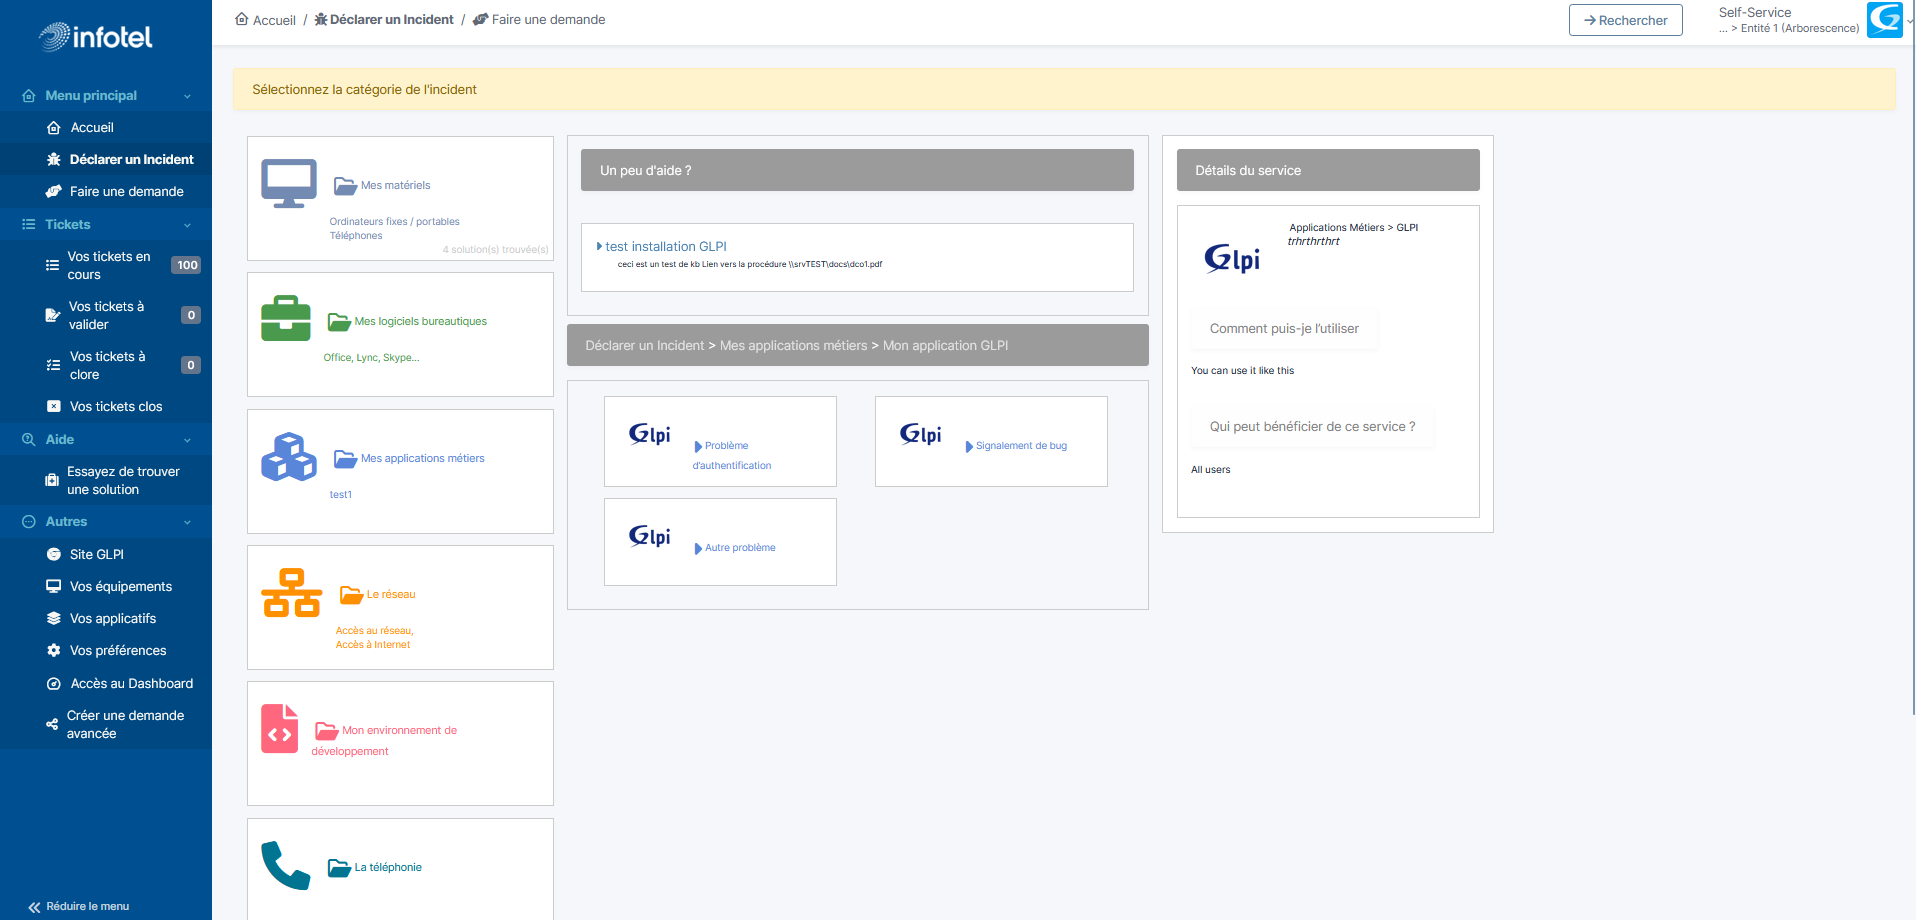 infotel
Menu principal
Accueil
Déclarer un Incident
Faire une demande
Tickets
Vos tickets en
cours
100
Vos tickets à
valider
0
Vos tickets à
clore
0
Vos tickets clos
Aide
Essayez de trouver
une solution
Autres
Site GLPI
Vos équipements
Vos applicatifs
Vos préférences
Accès au Dashboard
Créer une demande
avancée
Réduire le menu
Accueil / Déclarer un Incident / Faire une demande
Rechercher
Self-Service
... > Entité 1 (Arborescence)
Sélectionnez la catégorie de l'incident
Mes matériels
Ordinateurs fixes / portables
Téléphones
4 solution(s) trouvée(s)
Mes logiciels bureautiques
Office, Lync, Skype...
Mes applications métiers
test1
Le réseau
Accès au réseau,
Accès à Internet
Mon environnement de
développement
La téléphonie
Un peu d'aide ?
test installation GLPI
ceci est un test de kb Lien vers la procédure \\srvTEST\docs\dco1.pdf
Déclarer un Incident > Mes applications métiers > Mon application GLPI
Glpi
Problème
d'authentification
Glpi
Signalement de bug
Glpi
Autre problème
Détails du service
Applications Métiers > GLPI
trhrthrthrt
Glpi
Comment puis-je l’utiliser
You can use it like this
Qui peut bénéficier de ce service ?
All users